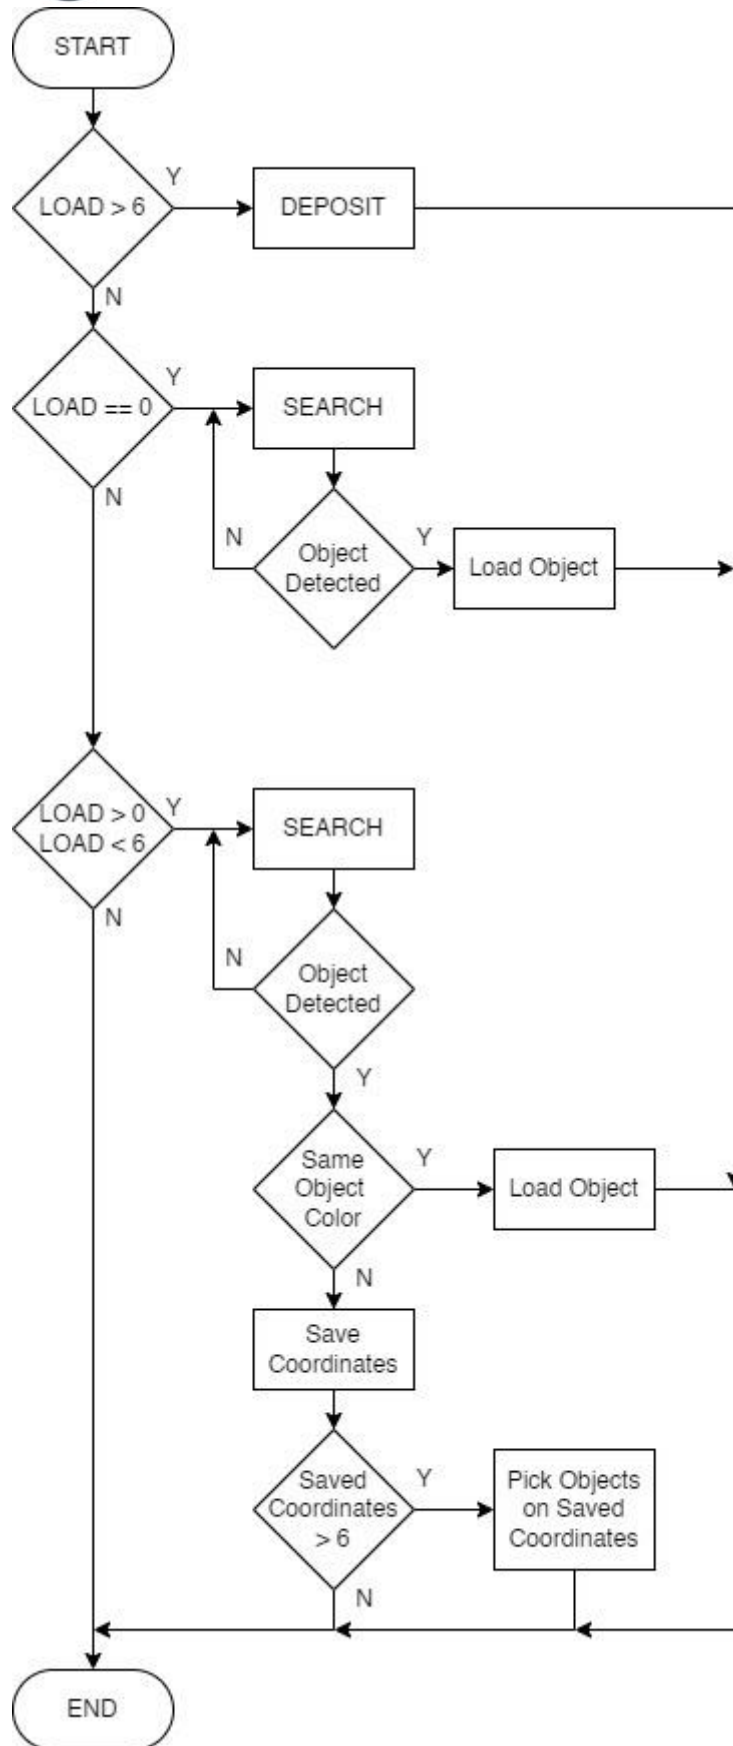 START
LOAD > 6
Y
DEPOSIT
N
LOAD == 0
Y
SEARCH
N
N
Object
Detected
Y
Load Object
LOAD > 0
LOAD < 6
Y
SEARCH
N
N
Object
Detected
Y
Same
Object
Color
Y
Load Object
N
Save
Coordinates
Saved
Coordinates
> 6
Y
Pick Objects
on Saved
Coordinates
N
END